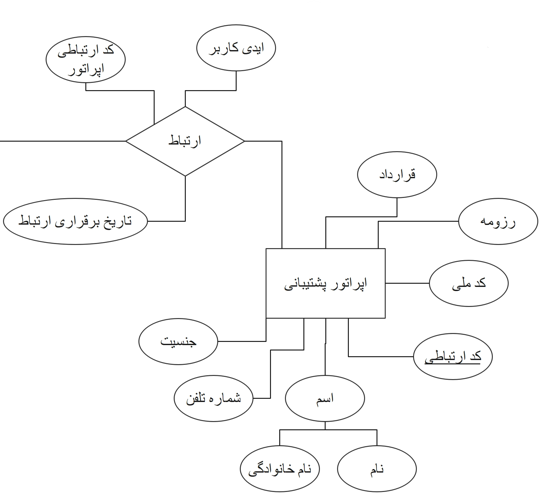 ایدی کاربر
کد ارتباطی
اپراتور
ارتباط
تاریخ برقراری ارتباط
قرارداد
رزومه
اپراتور پشتیبانی
کد ملی
جنسیت
کد ارتباطی
شماره تلفن
اسم
نام
نام خانوادگی